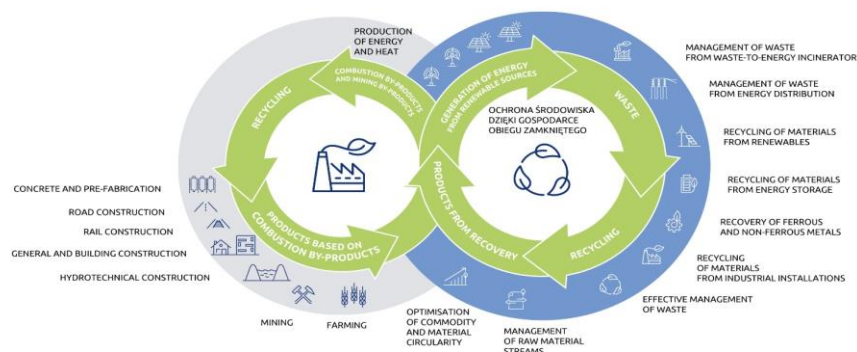 PRODUCTION
OF ENERGY
AND HEAT
COMBUSTION BY-PRODUCTS
AND MINING BY-PRODUCTS
RECYCLING
PRODUCTS BASED ON
COMBUSTION BY-PRODUCTS
CONCRETE AND PRE-FABRICATION
ROAD CONSTRUCTION
RAIL CONSTRUCTION
GENERAL AND BUILDING CONSTRUCTION
HYDROTECHNICAL CONSTRUCTION
MINING
FARMING
GENERATION OF ENERGY
FROM RENEWABLE SOURCES
WASTE
RECYCLING
PRODUCTS FROM RECOVERY
OCHRONA ŚRODOWISKA
DZIĘKI GOSPODARCE
OBIEGU ZAMKNIĘTEGO
MANAGEMENT OF WASTE
FROM WASTE-TO-ENERGY INCINERATOR
MANAGEMENT OF WASTE
FROM ENERGY DISTRIBUTION
RECYCLING OF MATERIALS
FROM RENEWABLES
RECYCLING OF MATERIALS
FROM ENERGY STORAGE
RECOVERY OF FERROUS
AND NON-FERROUS METALS
RECYCLING
OF MATERIALS
FROM INDUSTRIAL INSTALLATIONS
EFFECTIVE MANAGEMENT
OF WASTE
MANAGEMENT
OF RAW MATERIAL
STREAMS
OPTIMISATION
OF COMMODITY
AND MATERIAL
CIRCULARITY